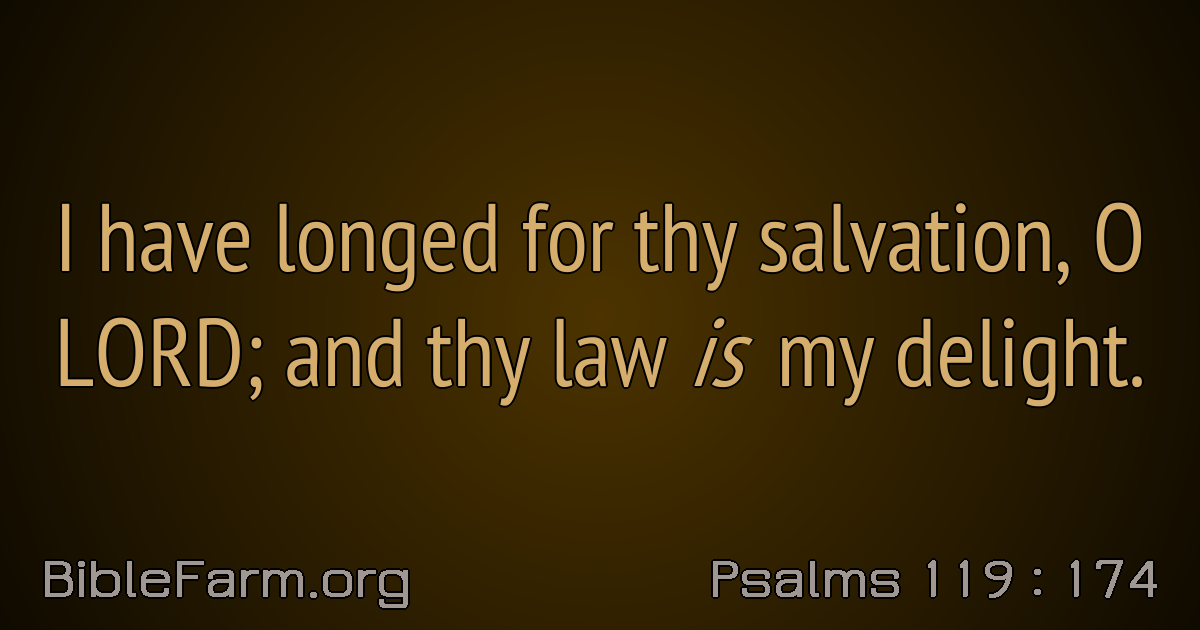 I have longed for thy salvation, O
LORD; and thy law is my delight.
BibleFarm.org
Psalms 119 : 174